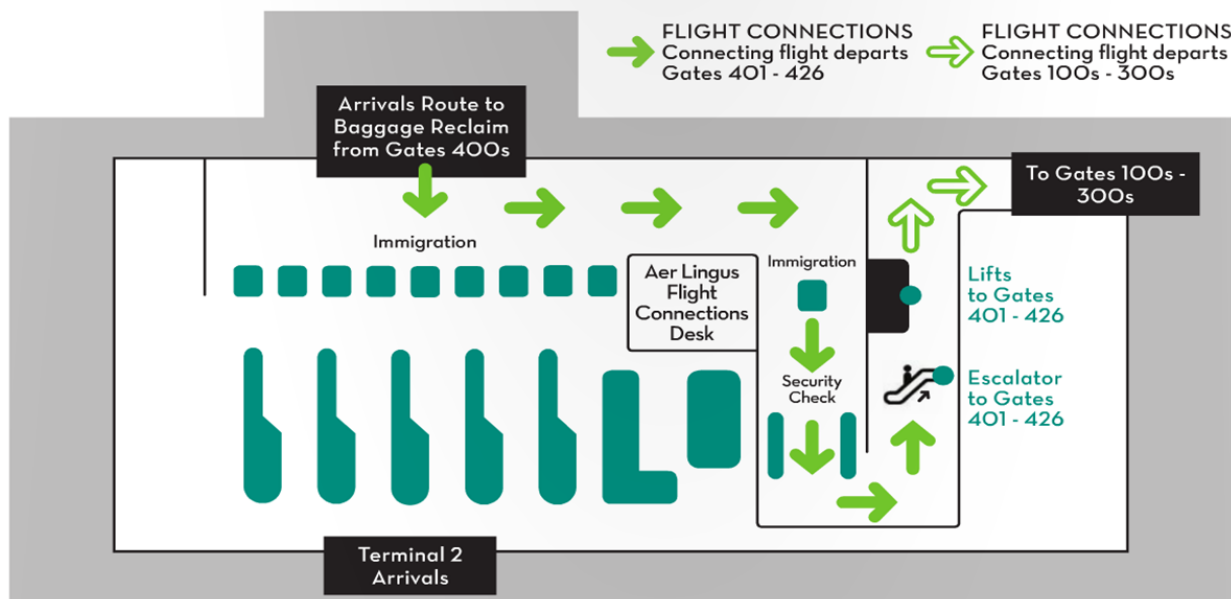 FLIGHT CONNECTIONS
Connecting flight departs
Gates 401 - 426
FLIGHT CONNECTIONS
Connecting flight departs
Gates 100s - 300s
Arrivals Route to
Baggage Reclaim
from Gates 400s
To Gates 100s -
300s
Immigration
Aer Lingus
Flight
Connections
Desk
Immigration
Lifts
to Gates
401 - 426
Security
Check
Escalator
to Gates
401 - 426
Terminal 2
Arrivals